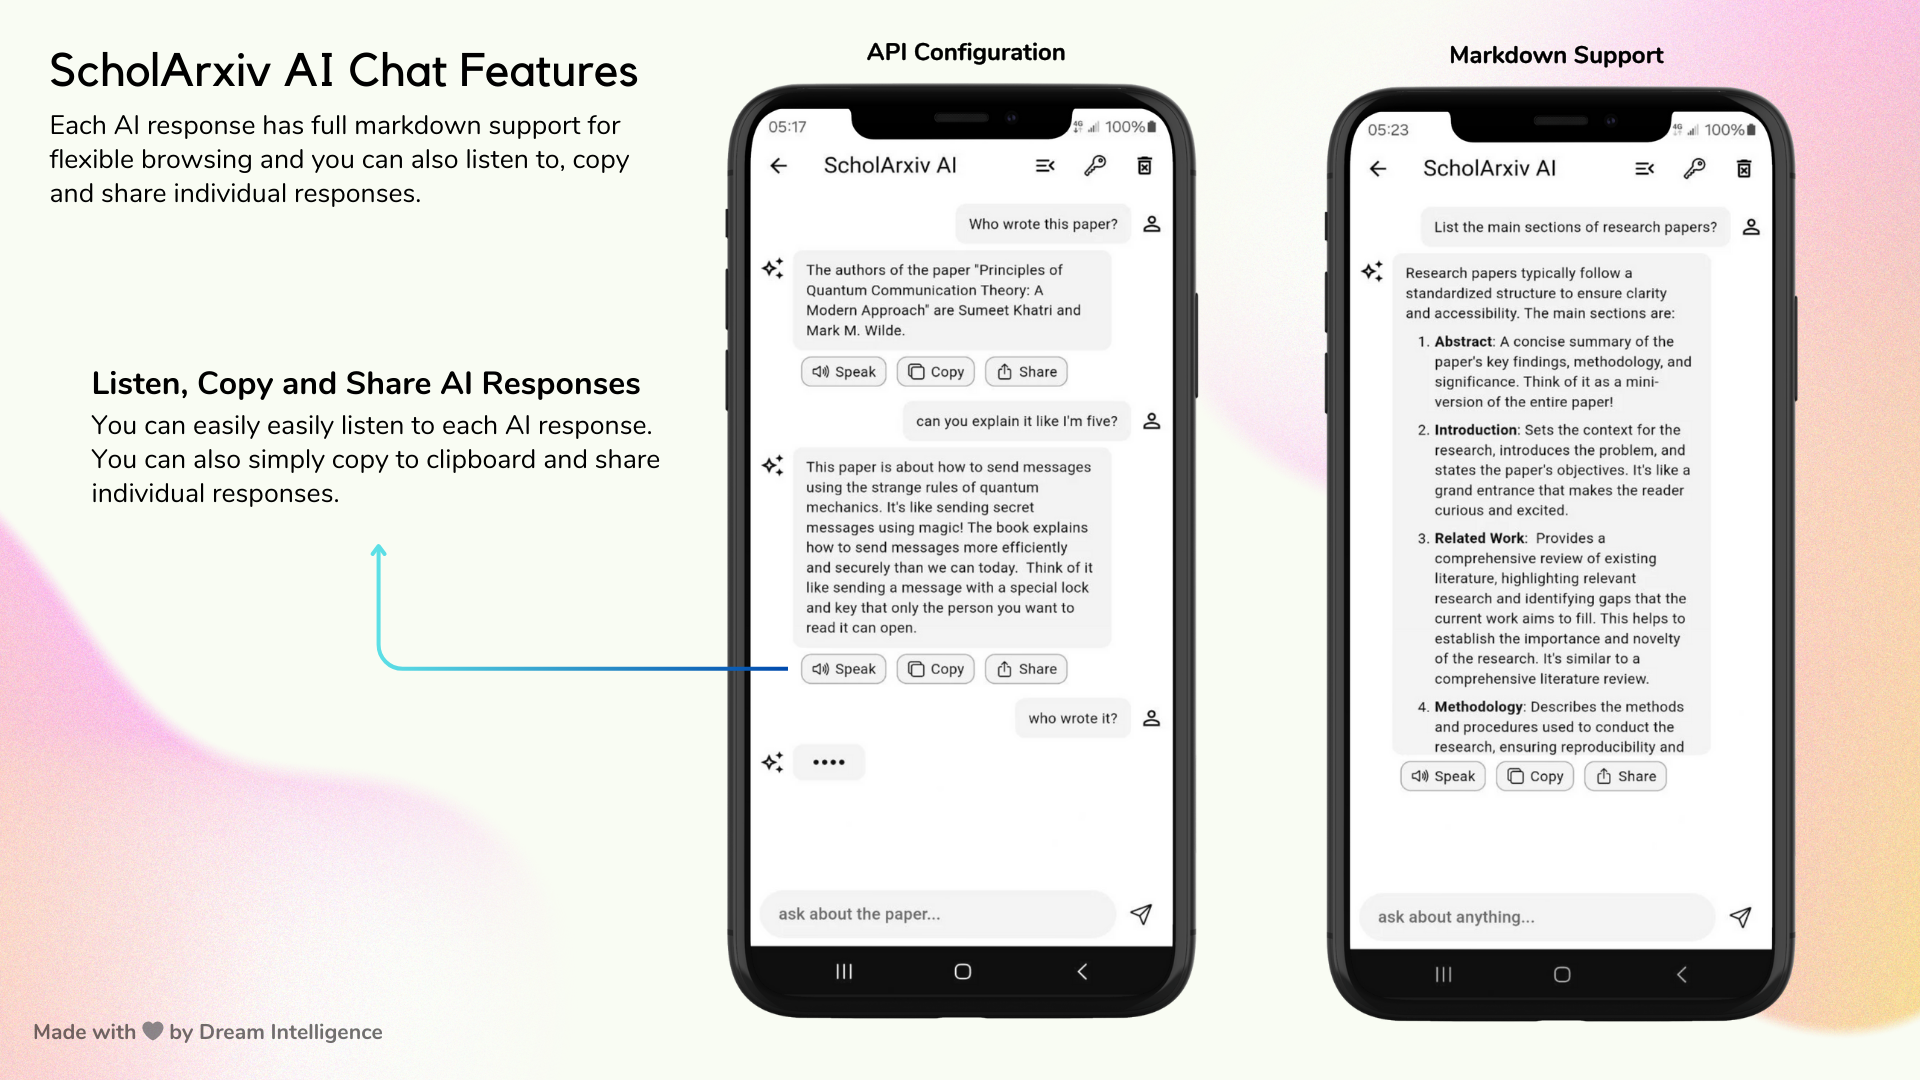 ScholArxiv AI Chat Features
Each AI response has full markdown support for
flexible browsing and you can also listen to, copy
and share individual responses.
Listen, Copy and Share AI Responses
You can easily easily listen to each AI response.
You can also simply copy to clipboard and share
individual responses.
Made with 🖤 by Dream Intelligence
API Configuration
05:17
4G 100%
ScholArxiv AI
Who wrote this paper?
The authors of the paper "Principles of
Quantum Communication Theory: A
Modern Approach" are Sumeet Khatri and
Mark M. Wilde.
Speak Copy Share
can you explain it like I'm five?
This paper is about how to send messages
using the strange rules of quantum
mechanics. It's like sending secret
messages using magic! The book explains
how to send messages more efficiently
and securely than we can today.  Think of it
like sending a message with a special lock
and key that only the person you want to
read it can open.
Speak Copy Share
who wrote it?
••••
ask about the paper...
Markdown Support
05:23
4G 100%
ScholArxiv AI
List the main sections of research papers?
Research papers typically follow a
standardized structure to ensure clarity
and accessibility. The main sections are:
1. Abstract: A concise summary of the
paper's key findings, methodology, and
significance. Think of it as a mini-
version of the entire paper!
2. Introduction: Sets the context for the
research, introduces the problem, and
states the paper's objectives. It's like a
grand entrance that makes the reader
curious and excited.
3. Related Work:  Provides a
comprehensive review of existing
literature, highlighting relevant
research and identifying gaps that the
current work aims to fill. This helps to
establish the importance and novelty
of the research. It's similar to a
comprehensive literature review.
4. Methodology: Describes the methods
and procedures used to conduct the
research, ensuring reproducibility and
Speak Copy Share
ask about anything...